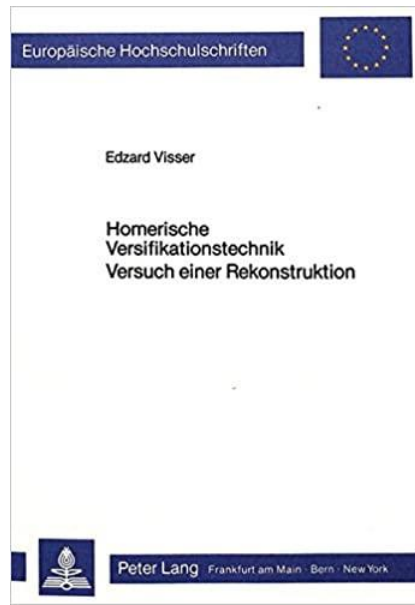 Europäische Hochschulschriften
Edzard Visser
Homerische
Versifikationstechnik
Versuch einer Rekonstruktion
Peter Lang Frankfurt am Main · Bern · New York